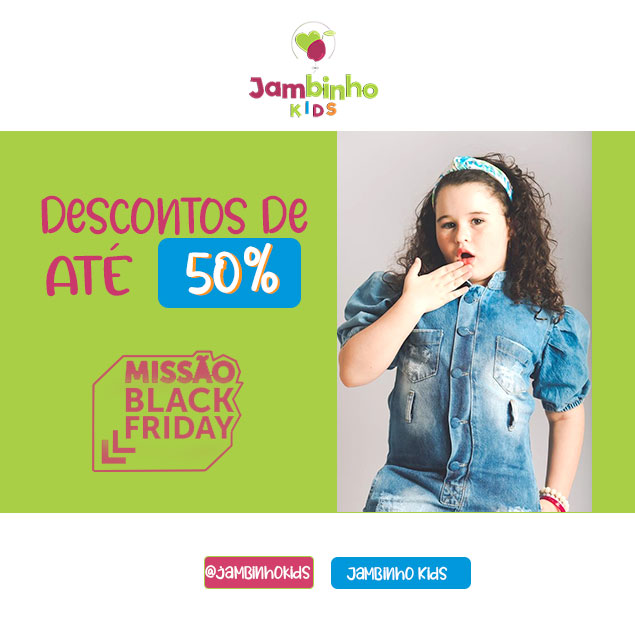 Jambinho
KIDS
DESCONTOS DE
ATÉ 50%
MISSÃO
BLACK
FRIDAY
@JAMBINHOKIDS
JAMBINHO KIDS